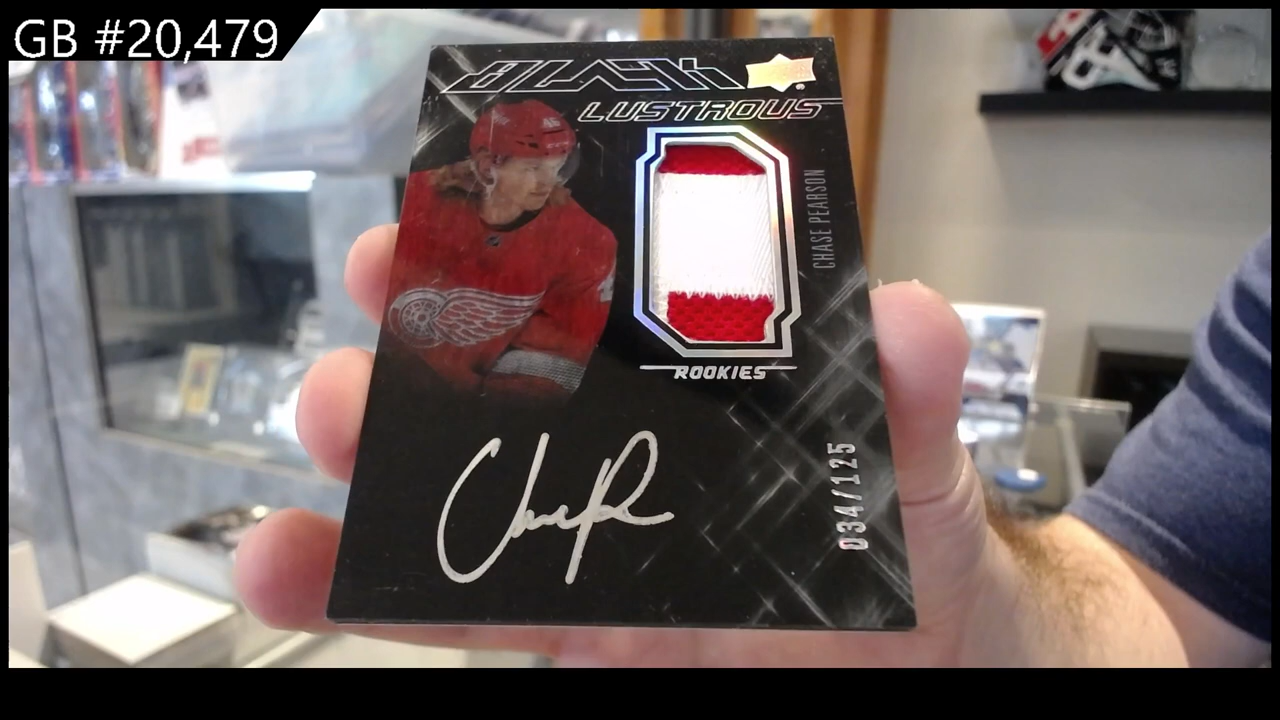 GB #20,479
BLACK
LUSTROUS
CHASE PEARSON
ROOKIES
034/125